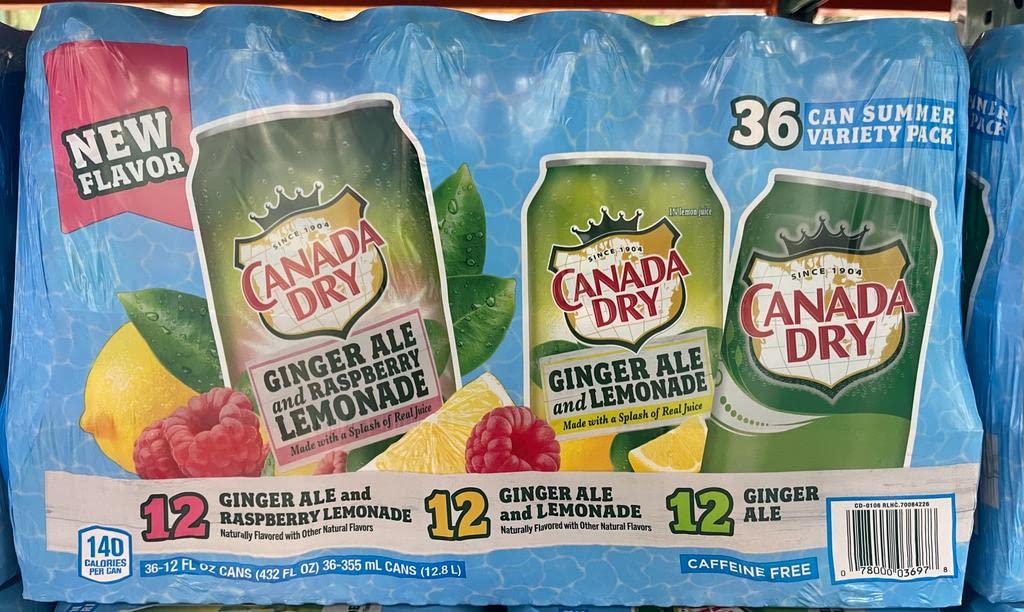 NEW
FLAVOR
36
CAN SUMMER
VARIETY PACK
SINCE 1904
CANADA
DRY
GINGER ALE
and RASPBERRY
LEMONADE
Made with a Splash of Real Juice
1% lemon juice
SINCE 1904
CANADA
DRY
GINGER ALE
and LEMONADE
Made with a Splash of Real Juice
SINCE 1904
CANADA
DRY
12
GINGER ALE and
RASPBERRY LEMONADE
Naturally Flavored with Other Natural Flavors
12
GINGER ALE
and LEMONADE
Naturally Flavored with Other Natural Flavors
12
GINGER
ALE
140
CALORIES
PER CAN
36-12 FL OZ CANS (432 FL OZ) 36-355 mL CANS (12.8 L)
CAFFEINE FREE
CD-0106 RLHC.70084226
0 78000 03697 8
PACK